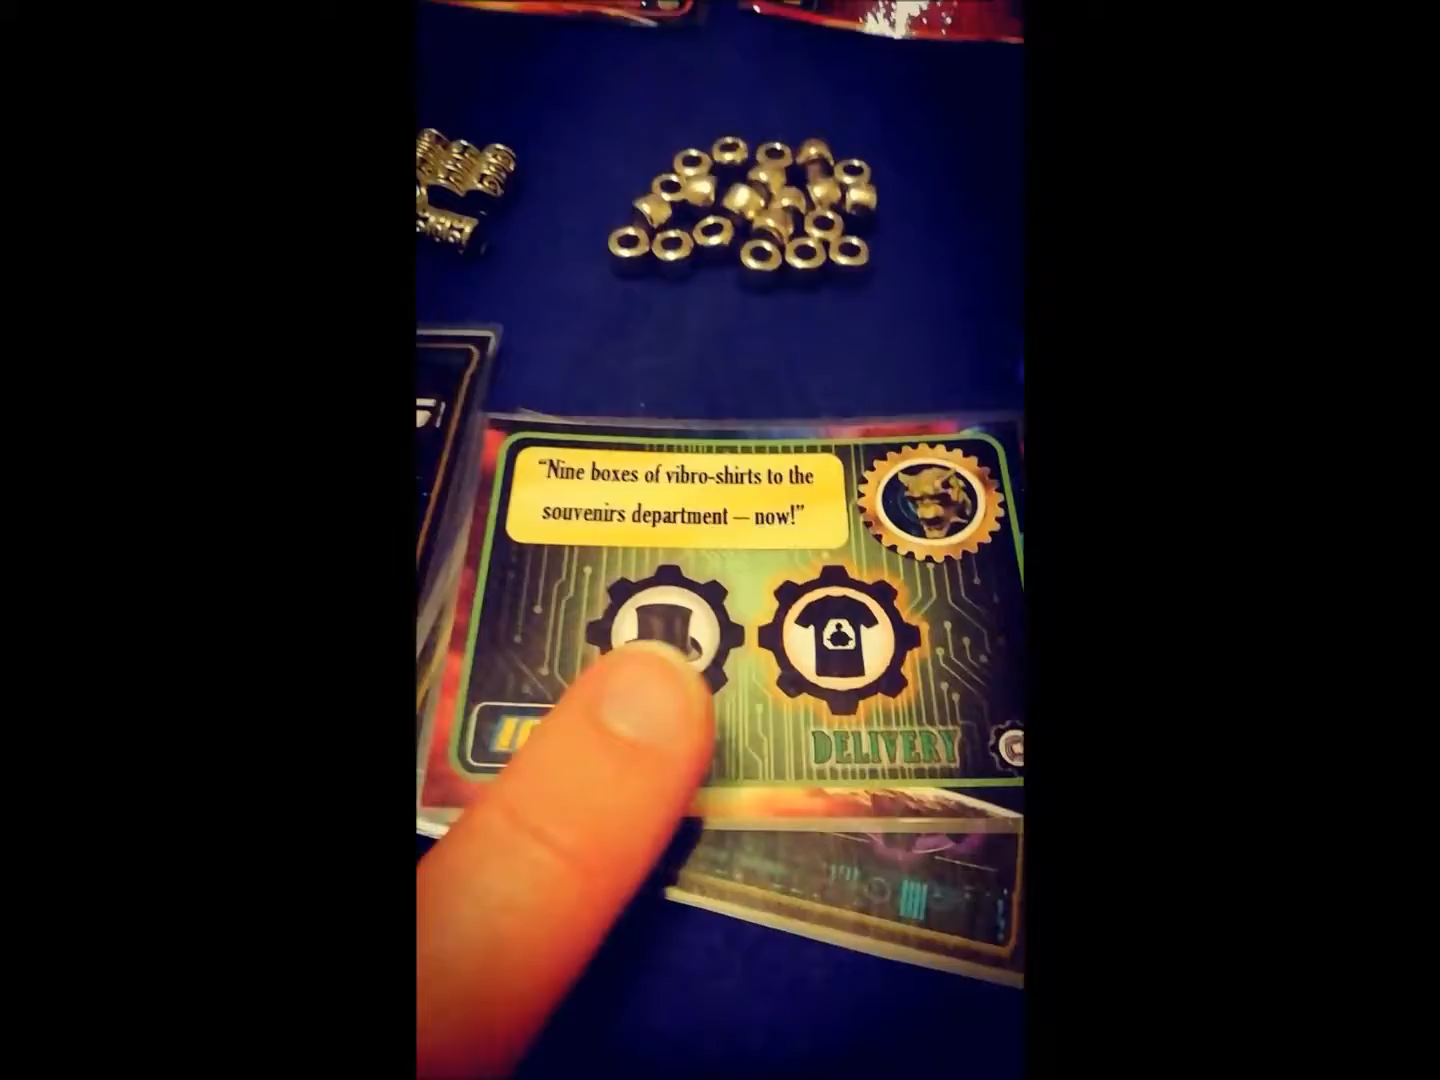 “Nine boxes of vibro-shirts to the
souvenirs department — now!”
DELIVERY